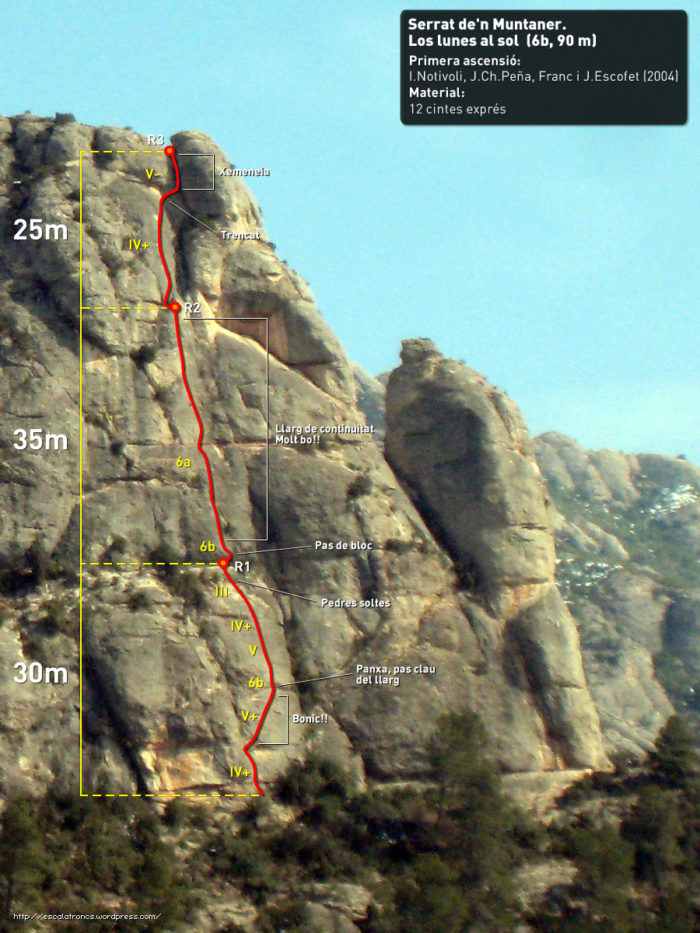 Serrat de'n Muntaner.
Los lunes al sol (6b, 90 m)
Primera ascensió:
I.Notivoli, J.Ch.Peña, Franc i J.Escofet (2004)
Material:
12 cintes exprés
R3
Xemeneia
V-
25m
Trencat
IV+
R2
Llarg de continuïtat
Molt bo!!
35m
6a
6b
Pas de bloc
R1
III
Pedres soltes
IV+
V
30m
Panxa, pas clau
del llarg
6b
V+
Bonic!!
IV+
http://escalatroncs.wordpress.com/